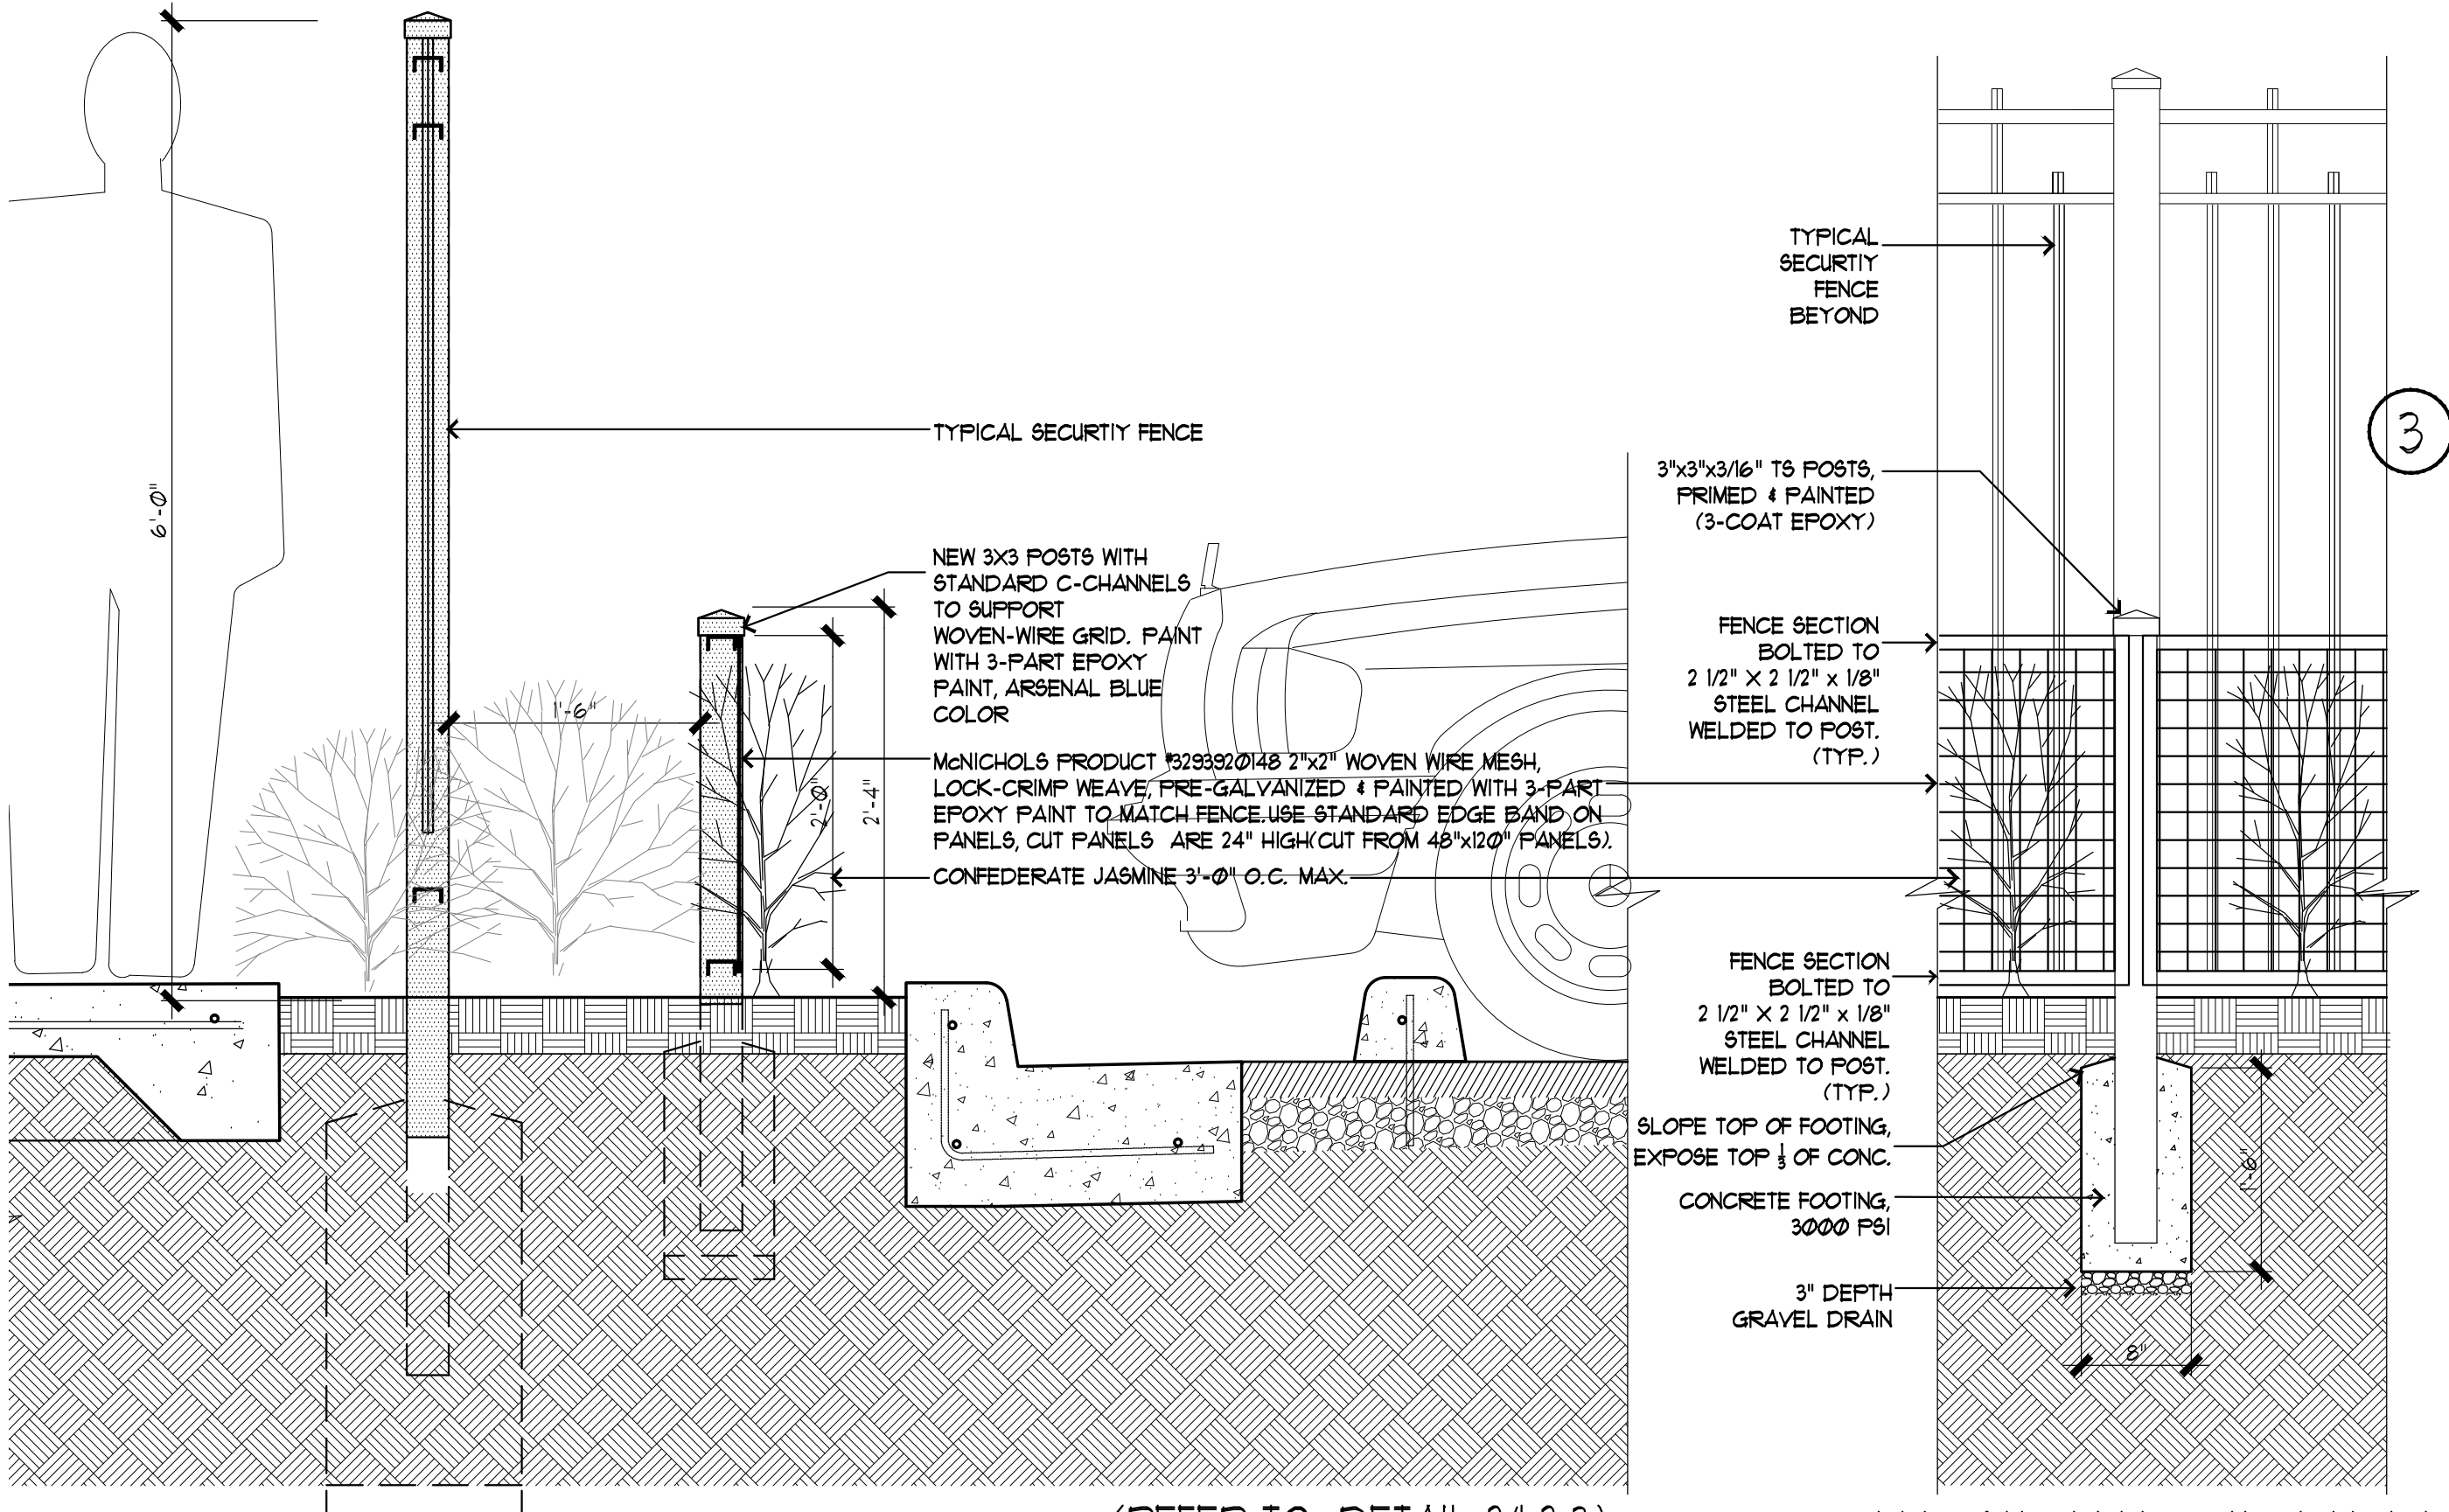 6'-0"
TYPICAL SECURTIY FENCE
NEW 3X3 POSTS WITH
STANDARD C-CHANNELS
TO SUPPORT
WOVEN-WIRE GRID. PAINT
WITH 3-PART EPOXY
PAINT, ARSENAL BLUE
COLOR
1'-6"
2'-0"
2'-4"
McNICHOLS PRODUCT #3293920148 2"x2" WOVEN WIRE MESH,
LOCK-CRIMP WEAVE, PRE-GALVANIZED & PAINTED WITH 3-PART
EPOXY PAINT TO MATCH FENCE.USE STANDARD EDGE BAND ON
PANELS, CUT PANELS ARE 24" HIGH(CUT FROM 48"x120" PANELS).
CONFEDERATE JASMINE 3'-0" O.C. MAX.
TYPICAL
SECURTIY
FENCE
BEYOND
3
3"x3"x3/16" TS POSTS,
PRIMED & PAINTED
(3-COAT EPOXY)
FENCE SECTION
BOLTED TO
2 1/2" X 2 1/2" x 1/8"
STEEL CHANNEL
WELDED TO POST.
(TYP.)
FENCE SECTION
BOLTED TO
2 1/2" X 2 1/2" x 1/8"
STEEL CHANNEL
WELDED TO POST.
(TYP.)
SLOPE TOP OF FOOTING,
EXPOSE TOP 1/3 OF CONC.
CONCRETE FOOTING,
3000 PSI
3" DEPTH
GRAVEL DRAIN
1'-6"
8"
(REFER TO DETAIL